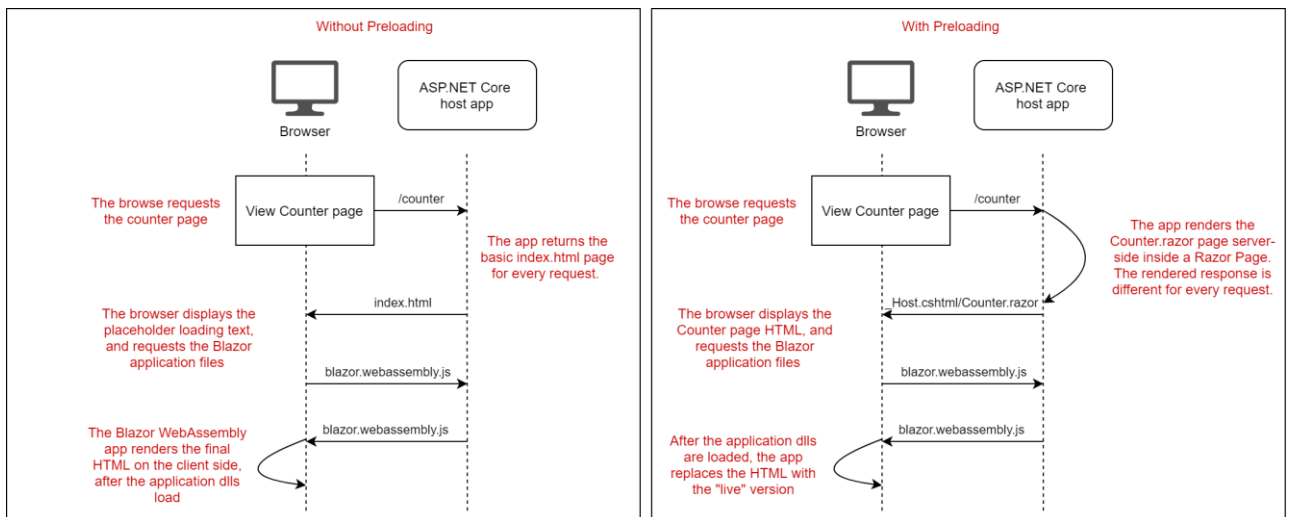 Without Preloading
ASP.NET Core
host app
Browser
The browse requests
the counter page
View Counter page
/counter
The app returns the
basic index.html page
for every request.
index.html
The browser displays the
placeholder loading text,
and requests the Blazor
application files
blazor.webassembly.js
blazor.webassembly.js
The Blazor WebAssembly
app renders the final
HTML on the client side,
after the application dlls
load
With Preloading
ASP.NET Core
host app
Browser
The browse requests
the counter page
View Counter page
/counter
The app renders the
Counter.razor page server-
side inside a Razor Page.
The rendered response is
different for every request.
_Host.cshtml/Counter.razor
The browser displays the
Counter page HTML, and
requests the Blazor
application files
blazor.webassembly.js
blazor.webassembly.js
After the application dlls
are loaded, the app
replaces the HTML with
the "live" version